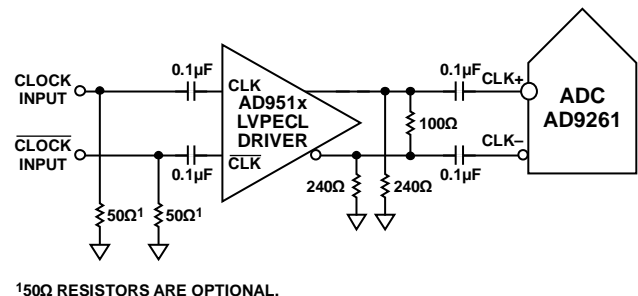 CLOCK
INPUT
CLOCK
INPUT
0.1µF
0.1µF
50Ω¹
50Ω¹
CLK
AD951x
LVPECL
DRIVER
CLK
240Ω
240Ω
100Ω
0.1µF
0.1µF
CLK+
CLK–
ADC
AD9261
¹50Ω RESISTORS ARE OPTIONAL.